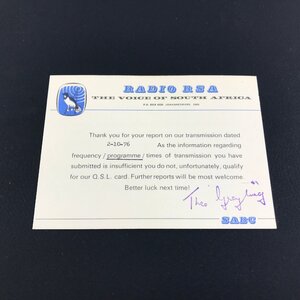 RADIO RSA
THE VOICE OF SOUTH AFRICA
Thank you for your report on our transmission dated
2-10-76 As the information regarding
frequency / programme / times of transmission you have
submitted is insufficient you do not, unfortunately, qualify
for our Q.S.L. card. Further reports will be most welcome
Better luck next time!
Theo
SABC